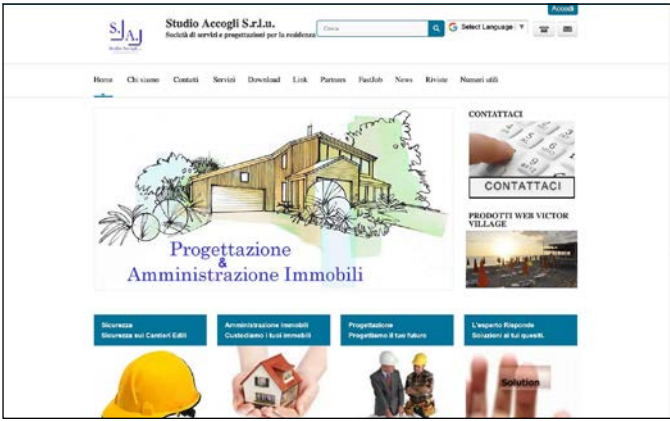 Accedi
S.
A.J
Studio Accogli S.r.l.u.
Società di servizi e progettazioni per la residenza
Cerca
Select Language ▼
Home Chi siamo Contatti Servizi Download Link Partners FastJob News Riviste Numeri utili
Progettazione
&
Amministrazione Immobili
CONTATTACI
CONTATTACI
PRODOTTI WEB VICTOR
VILLAGE
Sicurezza
Sicurezza sui Cantieri Edili
Amministrazione Immobili
Custodiamo i tuoi immobili
Progettazione
Progettiamo il tuo futuro
L'esperto Risponde
Soluzioni ai tui quesiti.
Solution